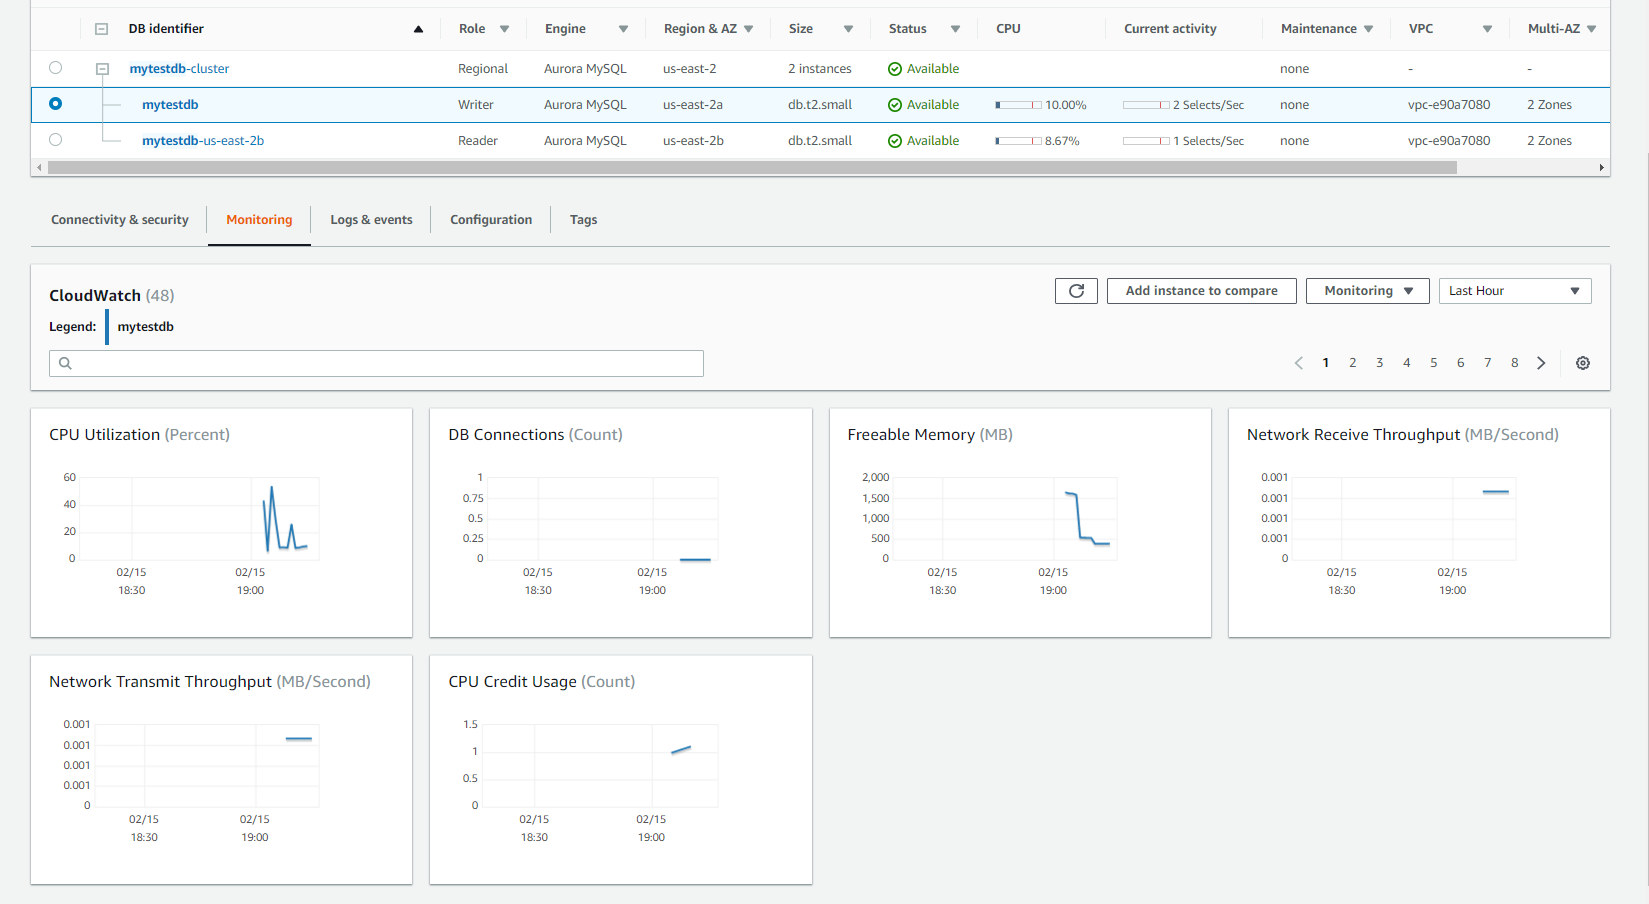 DB identifier Role Engine Region & AZ Size Status CPU Current activity Maintenance VPC Multi-AZ
mytestdb-cluster Regional Aurora MySQL us-east-2 2 instances Available none - -
mytestdb Writer Aurora MySQL us-east-2a db.t2.small Available 10.00% 2 Selects/Sec none vpc-e90a7080 2 Zones
mytestdb-us-east-2b Reader Aurora MySQL us-east-2b db.t2.small Available 8.67% 1 Selects/Sec none vpc-e90a7080 2 Zones
Connectivity & security Monitoring Logs & events Configuration Tags
CloudWatch (48) Add instance to compare Monitoring Last Hour
Legend: mytestdb
1 2 3 4 5 6 7 8
CPU Utilization (Percent)
60
40
20
0
02/15 02/15
18:30 19:00
DB Connections (Count)
1
0.75
0.5
0.25
0
02/15 02/15
18:30 19:00
Freeable Memory (MB)
2,000
1,500
1,000
500
0
02/15 02/15
18:30 19:00
Network Receive Throughput (MB/Second)
0.001
0.001
0.001
0.001
0
02/15 02/15
18:30 19:00
Network Transmit Throughput (MB/Second)
0.001
0.001
0.001
0.001
0
02/15 02/15
18:30 19:00
CPU Credit Usage (Count)
1.5
1
0.5
0
02/15 02/15
18:30 19:00